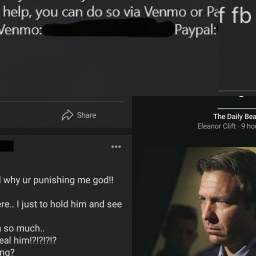 help, you can do so via Venmo or Pa
f fb
Venmo:
Paypal:
Share
The Daily Bea
Eleanor Clift · 9 ho
why ur punishing me god!!
ere.. I just to hold him and see
so much..
eal him!?!?!?!?
ng?